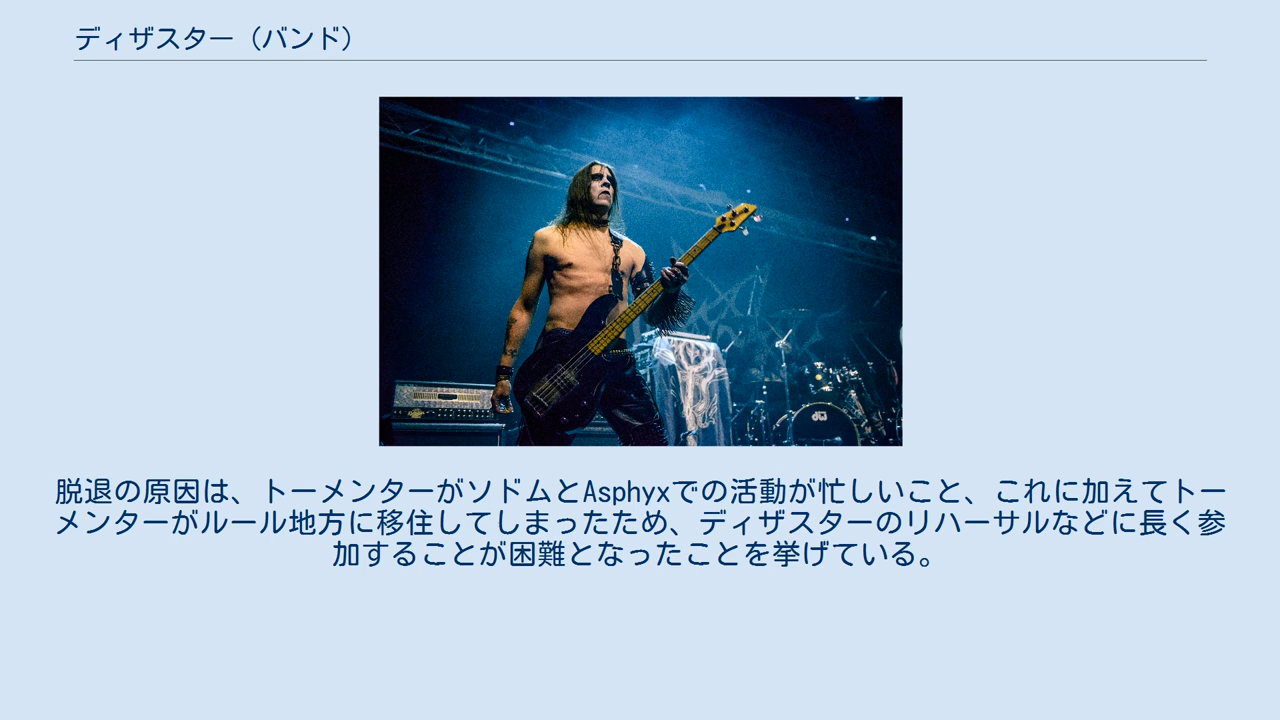 ディザスター（バンド）
dw
脱退の原因は、トーメンターがソドムとAsphyxでの活動が忙しいこと、これに加えてトー
メンターがルール地方に移住してしまったため、ディザスターのリハーサルなどに長く参
加することが困難となったことを挙げている。